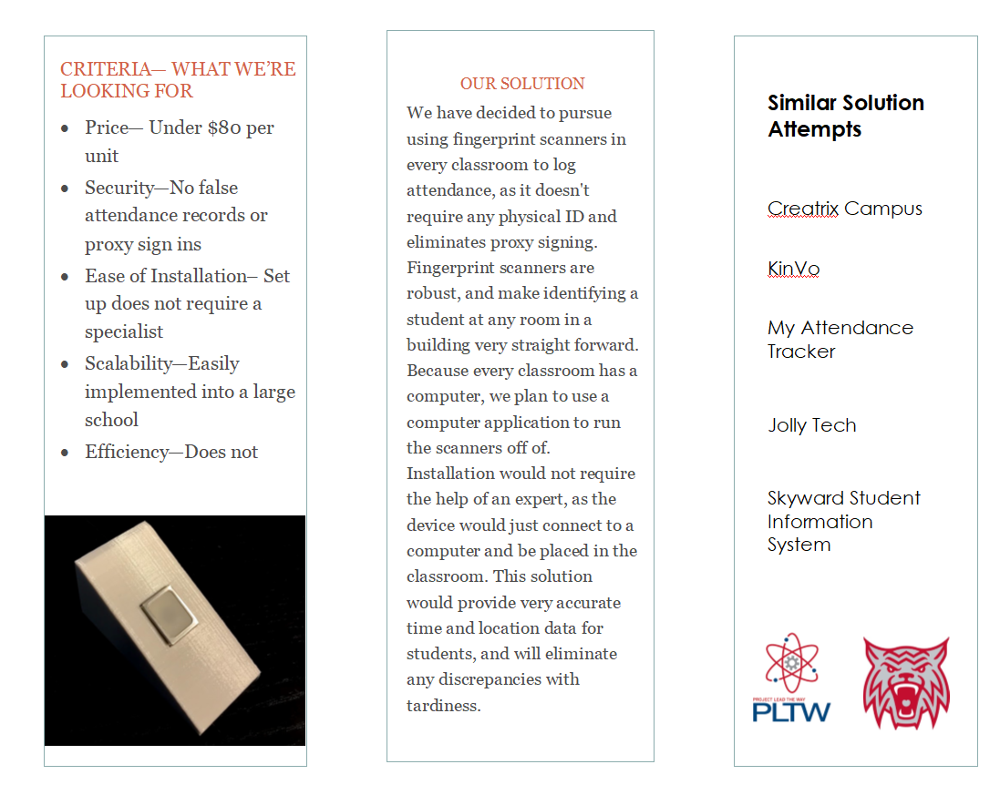 CRITERIA— WHAT WE'RE
LOOKING FOR
• Price— Under $80 per
unit
• Security—No false
attendance records or
proxy sign ins
• Ease of Installation– Set
up does not require a
specialist
• Scalability—Easily
implemented into a large
school
• Efficiency—Does not
OUR SOLUTION
We have decided to pursue
using fingerprint scanners in
every classroom to log
attendance, as it doesn't
require any physical ID and
eliminates proxy signing.
Fingerprint scanners are
robust, and make identifying a
student at any room in a
building very straight forward.
Because every classroom has a
computer, we plan to use a
computer application to run
the scanners off of.
Installation would not require
the help of an expert, as the
device would just connect to a
computer and be placed in the
classroom. This solution
would provide very accurate
time and location data for
students, and will eliminate
any discrepancies with
tardiness.
Similar Solution
Attempts
Creatrix Campus
KinVo
My Attendance
Tracker
Jolly Tech
Skyward Student
Information
System
PROJECT LEAD THE WAY
PLTW